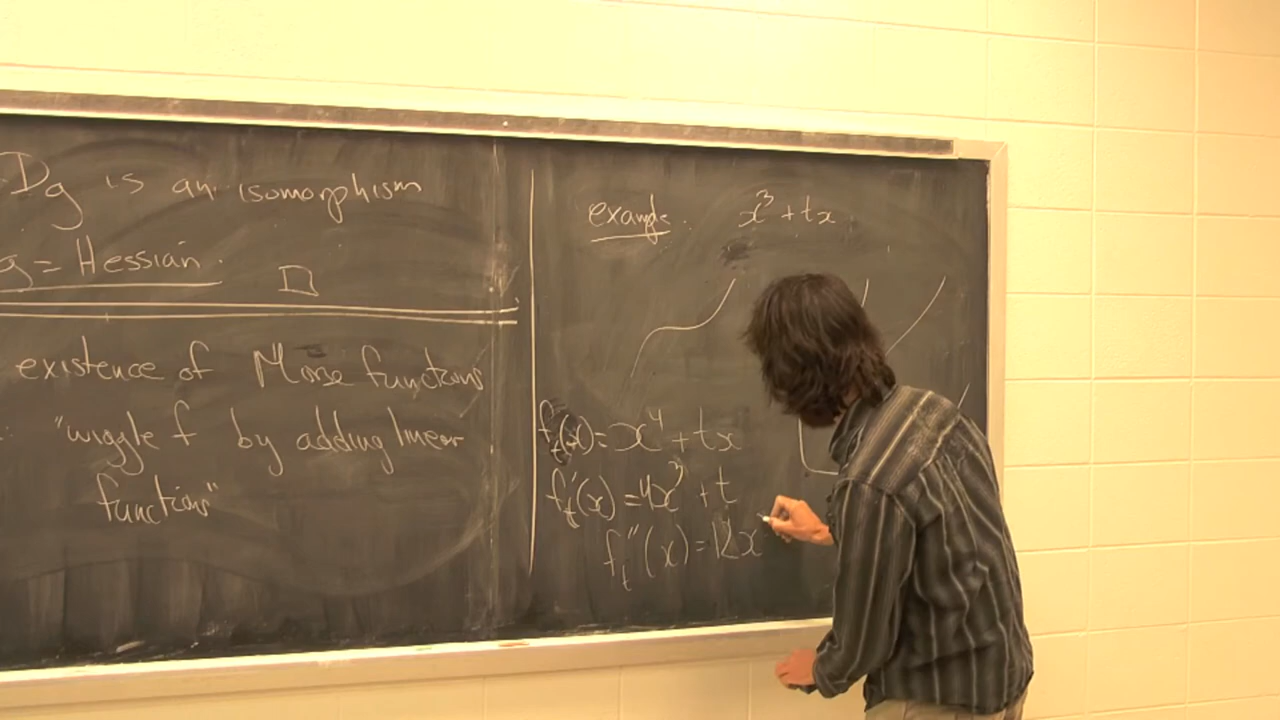 Dg is an isomorphism
g = Hessian. □
existence of Morse functions
"wiggle f by adding linear
functions"
example. x³ + tx
f_t(x) = x⁴ + tx
f_t'(x) = 4x³ + t
f_t''(x) = 12x